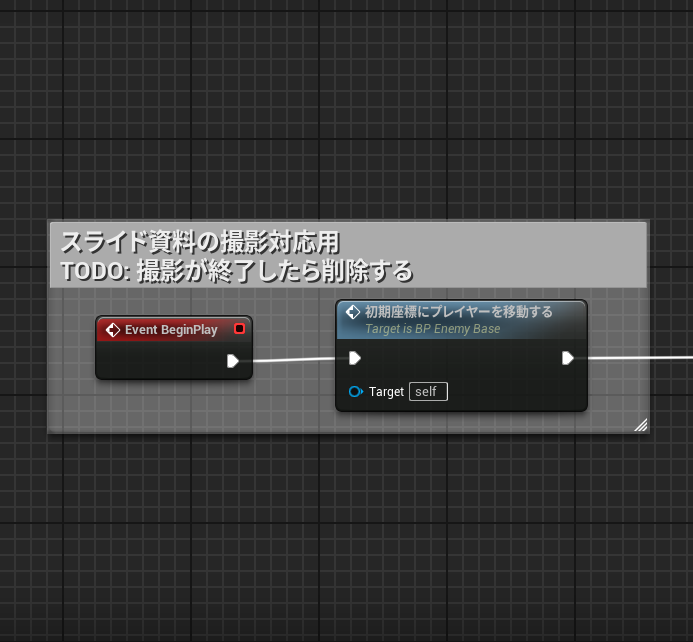 スライド資料の撮影対応用
TODO: 撮影が終了したら削除する
初期座標にプレイヤーを移動する
Event BeginPlay
Target is BP Enemy Base
Target self